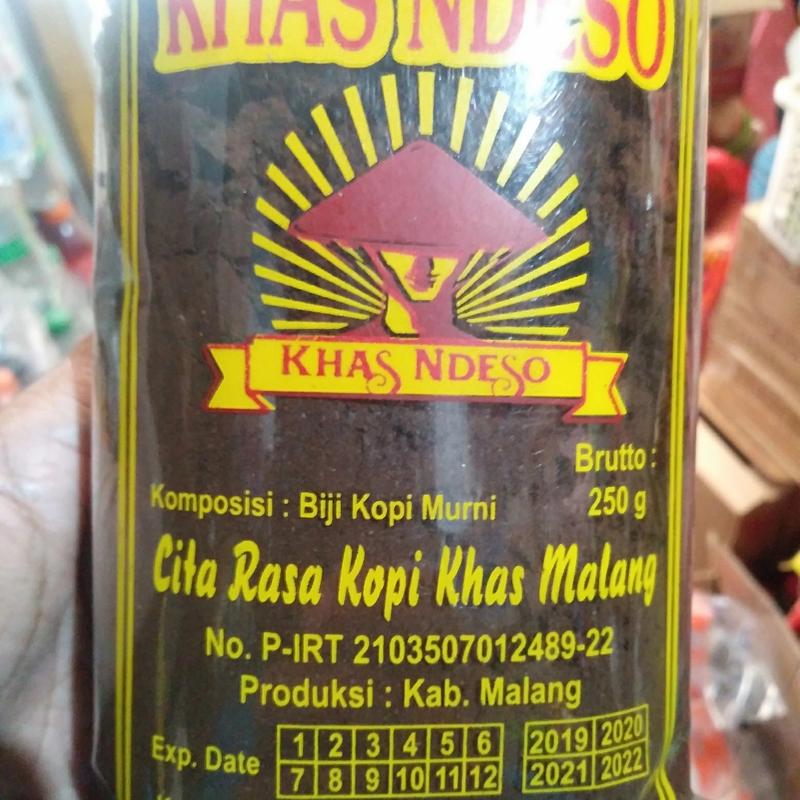 KHAS NDESO
KHAS NDESO
Brutto :
Komposisi : Biji Kopi Murni 250 g
Cita Rasa Kopi Khas Malang
No. P-IRT 2103507012489-22
Produksi : Kab. Malang
Exp. Date 1 2 3 4 5 6 2019 2020
7 8 9 10 11 12 2021 2022